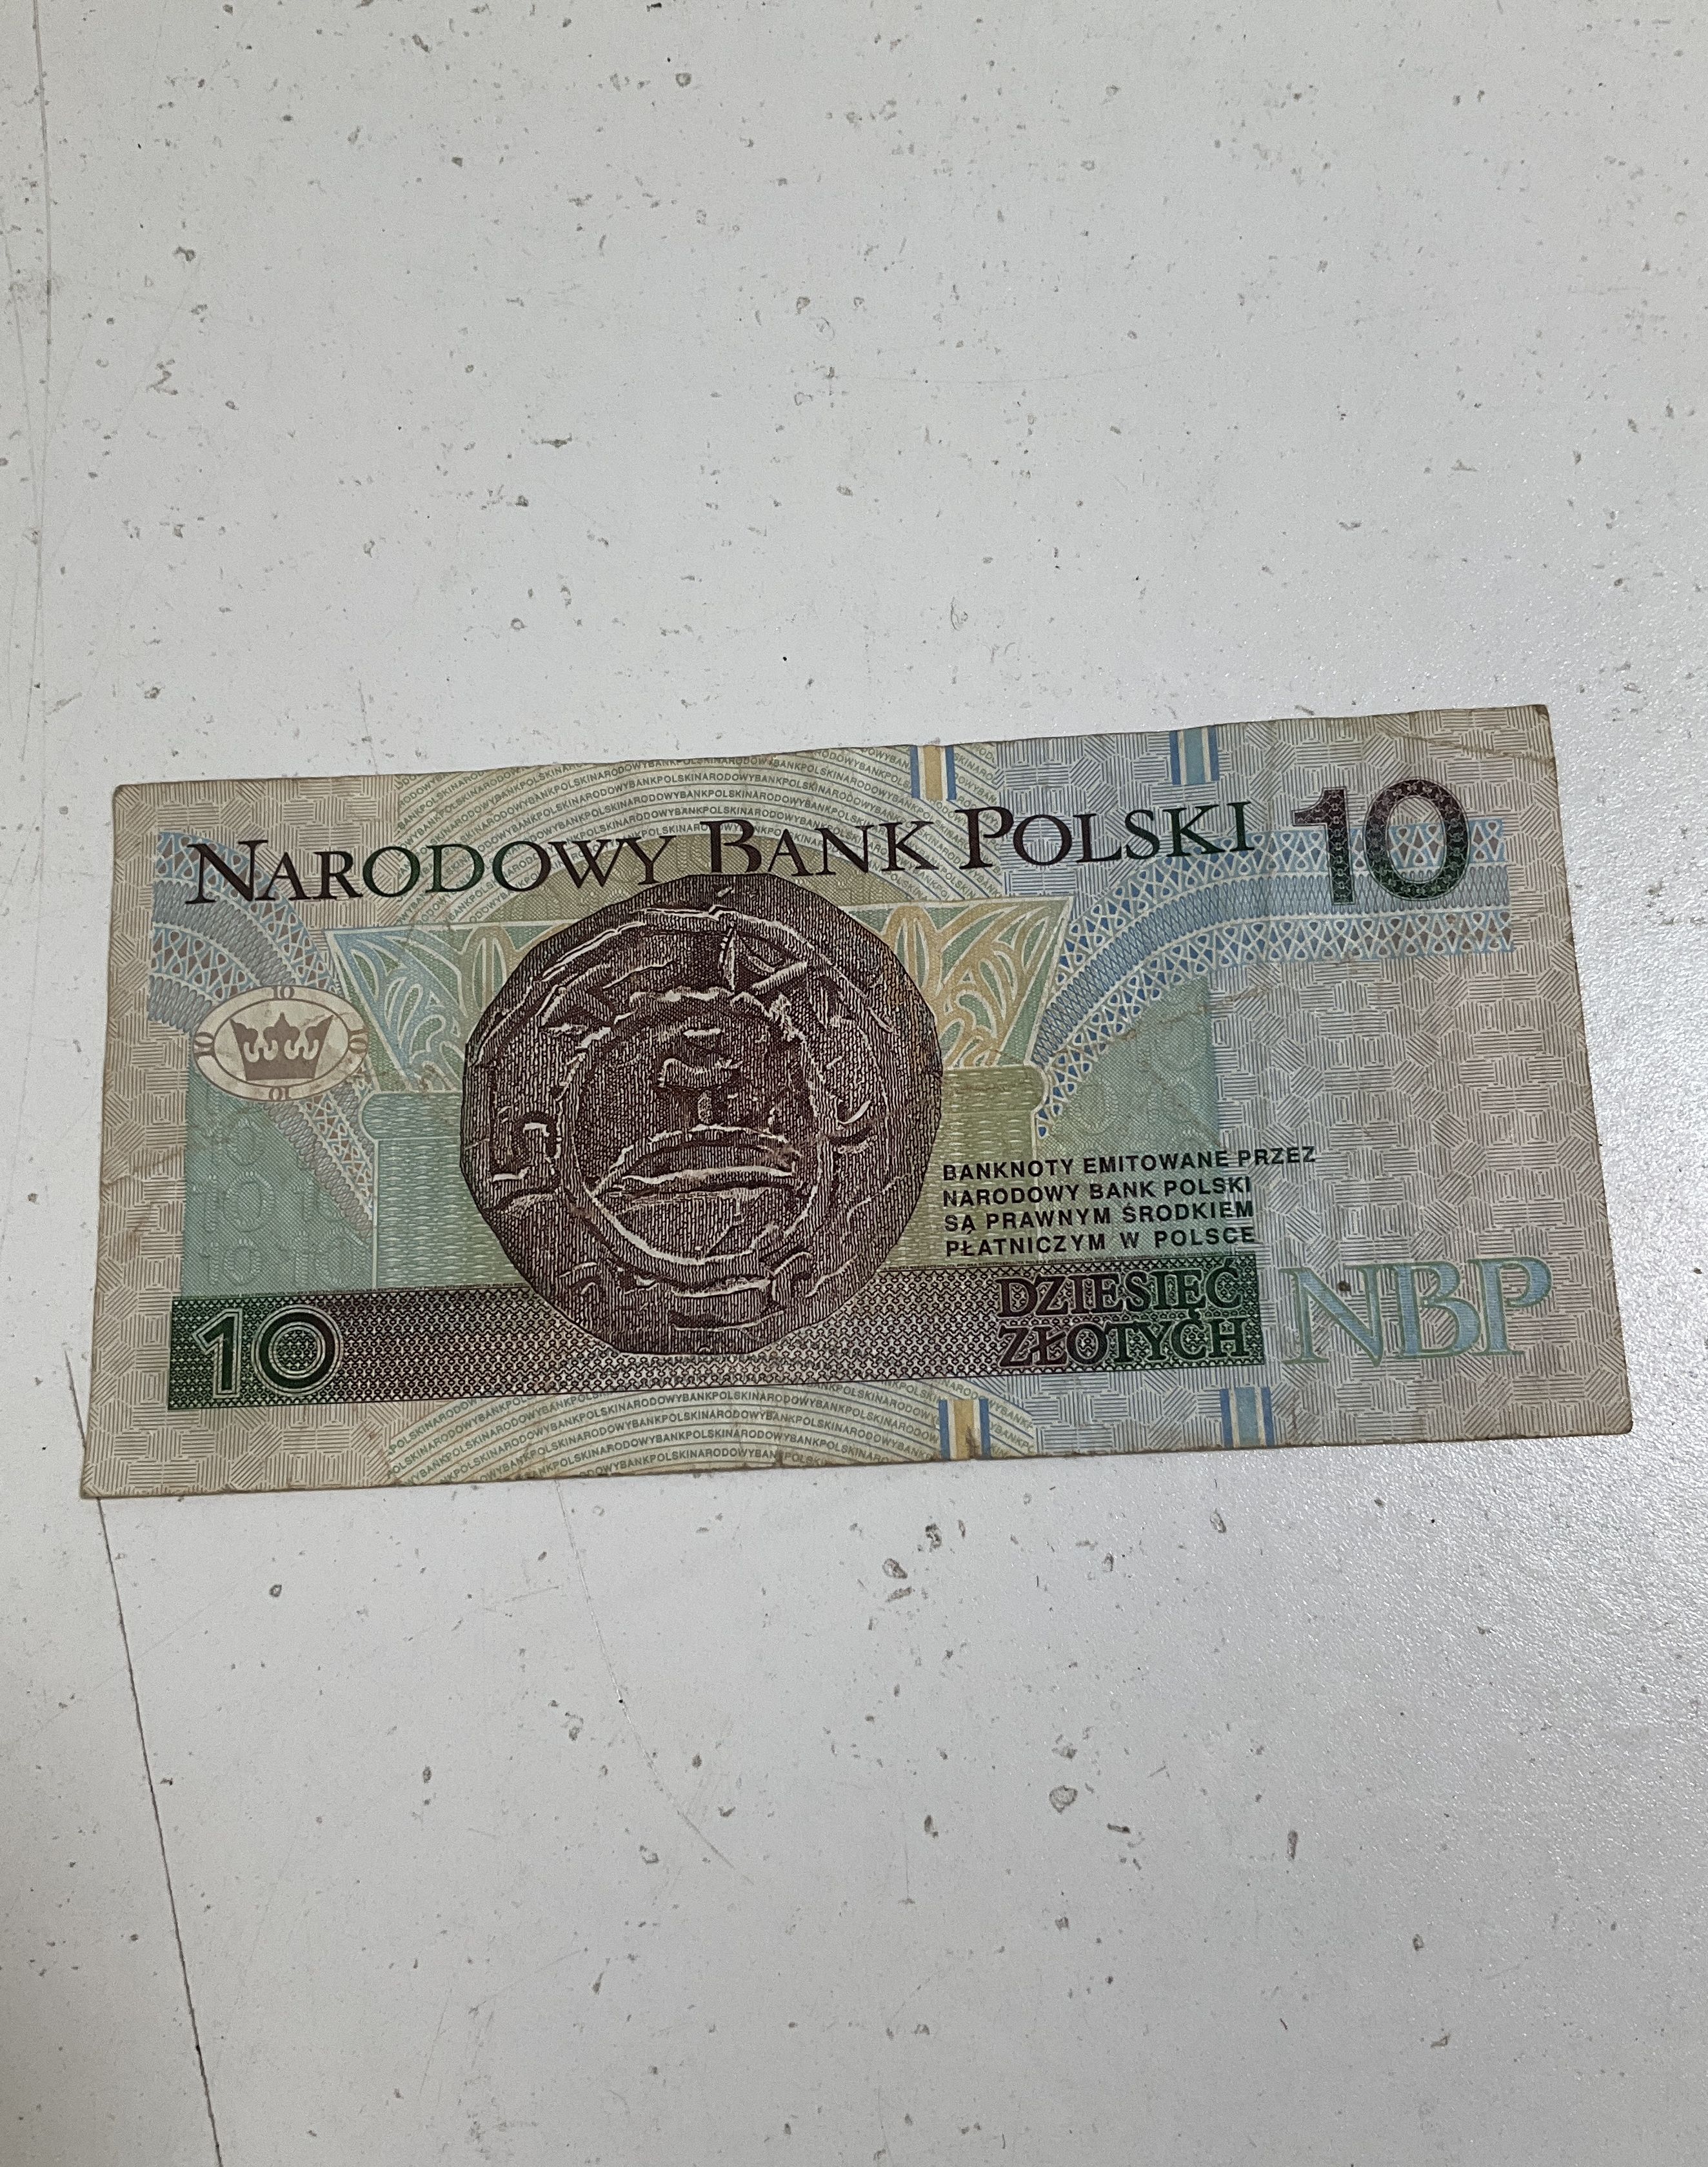 NARODOWY BANK POLSKI 10
BANKNOTY EMITOWANE PRZEZ
NARODOWY BANK POLSKI
SĄ PRAWNYM ŚRODKIEM
PŁATNICZYM W POLSCE
10 DZIESIĘĆ
ZŁOTYCH
NBP